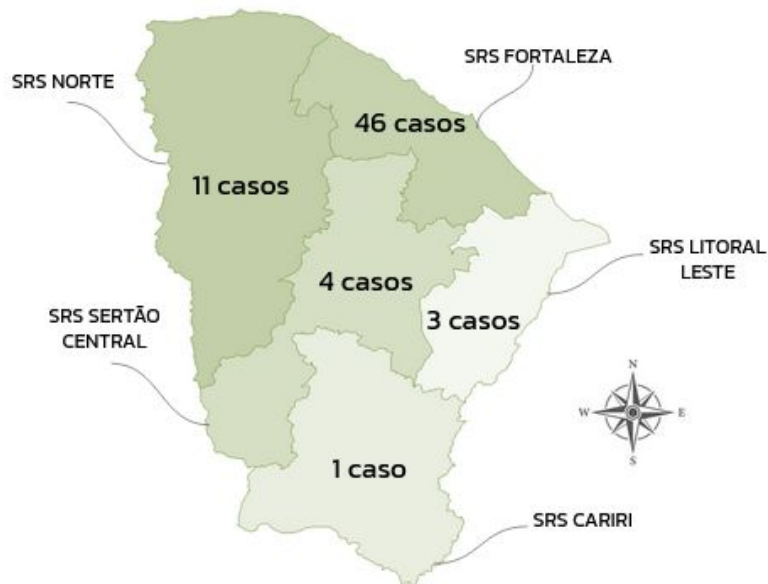 SRS FORTALEZA
SRS NORTE
46 casos
11 casos
SRS LITORAL
LESTE
4 casos
3 casos
SRS SERTÃO
CENTRAL
N
W
E
S
1 caso
SRS CARIRI